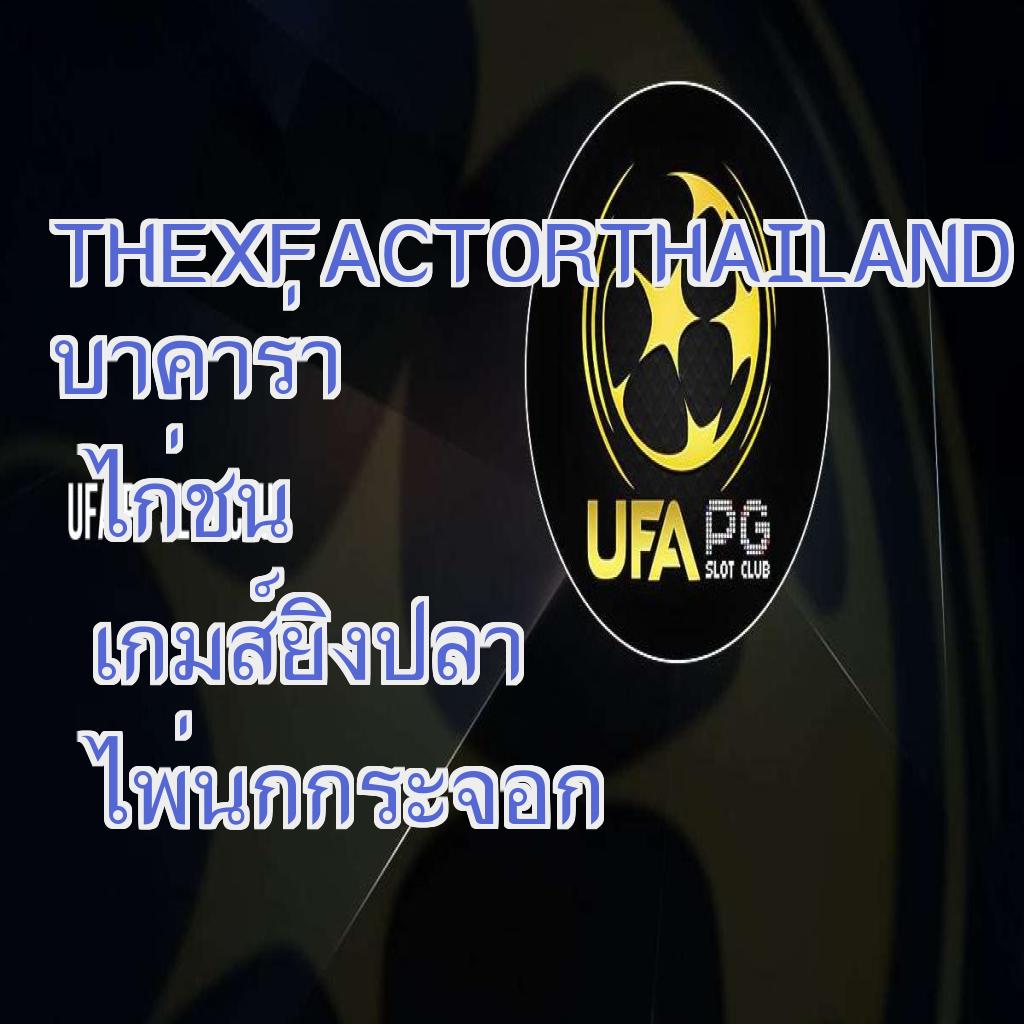 THEXFACTORTHAILAND
บาคาร่า
ไก่ชน
เกมส์ยิงปลา
ไพ่นกกระจอก
UFA PG
SLOT CLUB